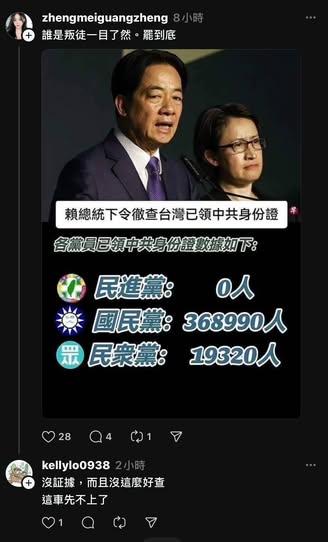 zhengmeiguangzheng 8小時
誰是叛徒一目了然。罷到底
賴總統下令徹查台灣已領中共身份證
各黨員已領中共身份證數據如下:
民進黨: 0人
國民黨: 368990人
眾 民衆黨: 19320人
28 4 1
kellylo0938 2小時
沒証據，而且沒這麼好查
這車先不上了
1